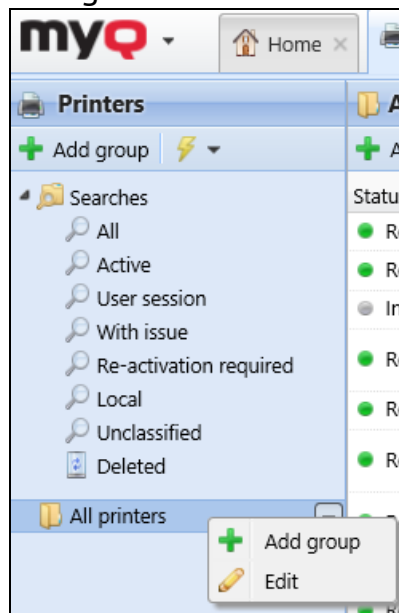 myQ
Home
Printers
Add group
Searches
Statu
All
Active
User session
With issue
Re-activation required
Local
Unclassified
Deleted
All printers
Add group
Edit